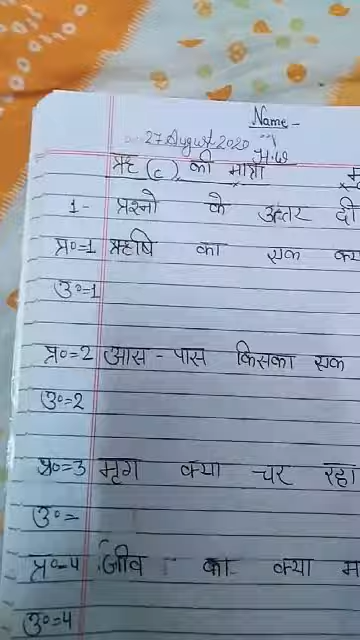 Name -
27 August 2020
H.W
ऋ (ृ) की मात्रा
1- प्रश्नो के उत्तर दी
प्र०=1 ऋषि का एक क्य
उ०=1
प्र०=2 आस - पास किसका एक
उ०=2
प्र०=3 मृग क्या चर रहा
उ०=
प्र०=4 जीव का क्या म
उ०=4